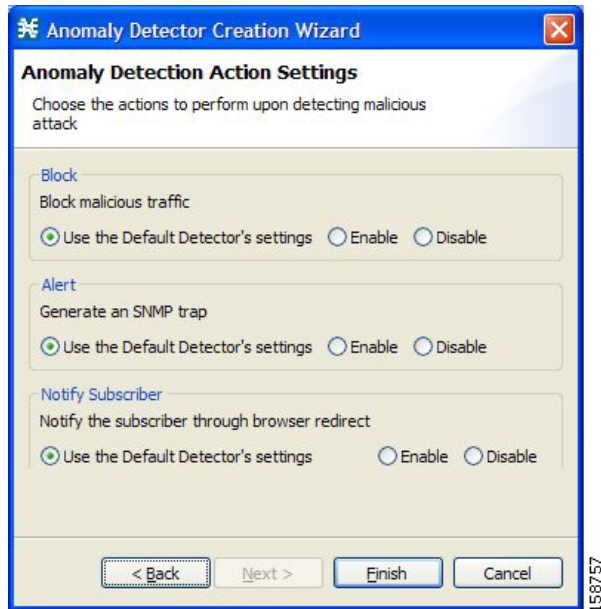 Anomaly Detector Creation Wizard
Anomaly Detection Action Settings
Choose the actions to perform upon detecting malicious
attack
Block
Block malicious traffic
Use the Default Detector's settings Enable Disable
Alert
Generate an SNMP trap
Use the Default Detector's settings Enable Disable
Notify Subscriber
Notify the subscriber through browser redirect
Use the Default Detector's settings Enable Disable
< Back Next > Finish Cancel
58757